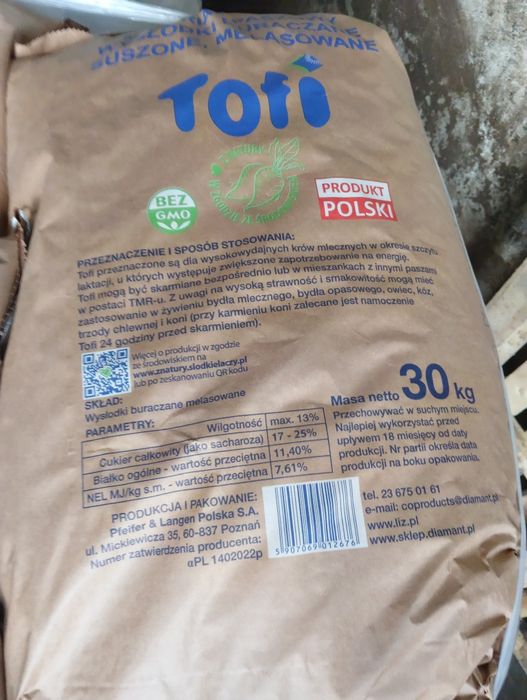 WYSŁODKI BURACZANE
SUSZONE, MELASOWANE
Tofi
Z NATURY
W ZGODZIE ZE ŚRODOWISKIEM
BEZ
GMO
PRODUKT
POLSKI
PRZEZNACZENIE I SPOSÓB STOSOWANIA:
Tofi przeznaczone są dla wysokowydajnych krów mlecznych w okresie szczytu
laktacji, u których występuje zwiększone zapotrzebowanie na energię.
Tofi mogą być skarmiane bezpośrednio lub w mieszankach z innymi paszami
w postaci TMR-u. Z uwagi na wysoką strawność i smakowitość mogą mieć
zastosowanie w żywieniu bydła mlecznego, bydła opasowego, owiec, kóz,
trzody chlewnej i koni (przy karmieniu koni zalecane jest namoczenie
Tofi 24 godziny przed skarmieniem).
Więcej o produkcji w zgodzie
ze środowiskiem na
www.znatury.slodkielaczy.pl
lub po zeskanowaniu QR kodu
SKŁAD:
Wysłodki buraczane melasowane
PARAMETRY:
Wilgotność max. 13%
Cukier całkowity (jako sacharoza) 17 - 25%
Białko ogólne - wartość przeciętna 11,40%
NEL MJ/kg s.m. - wartość przeciętna 7,61%
Masa netto 30 kg
Przechowywać w suchym miejscu.
Najlepiej wykorzystać przed
upływem 18 miesięcy od daty
produkcji. Nr partii określa data
produkcji na boku opakowania.
PRODUKCJA I PAKOWANIE:
Pfeifer & Langen Polska S.A.
ul. Mickiewicza 35, 60-837 Poznań
Numer zatwierdzenia producenta:
αPL 1402022p
5 907069 012676
tel. 23 675 01 61
e-mail: coproducts@diamant.pl
www.liz.pl
www.sklep.diamant.pl